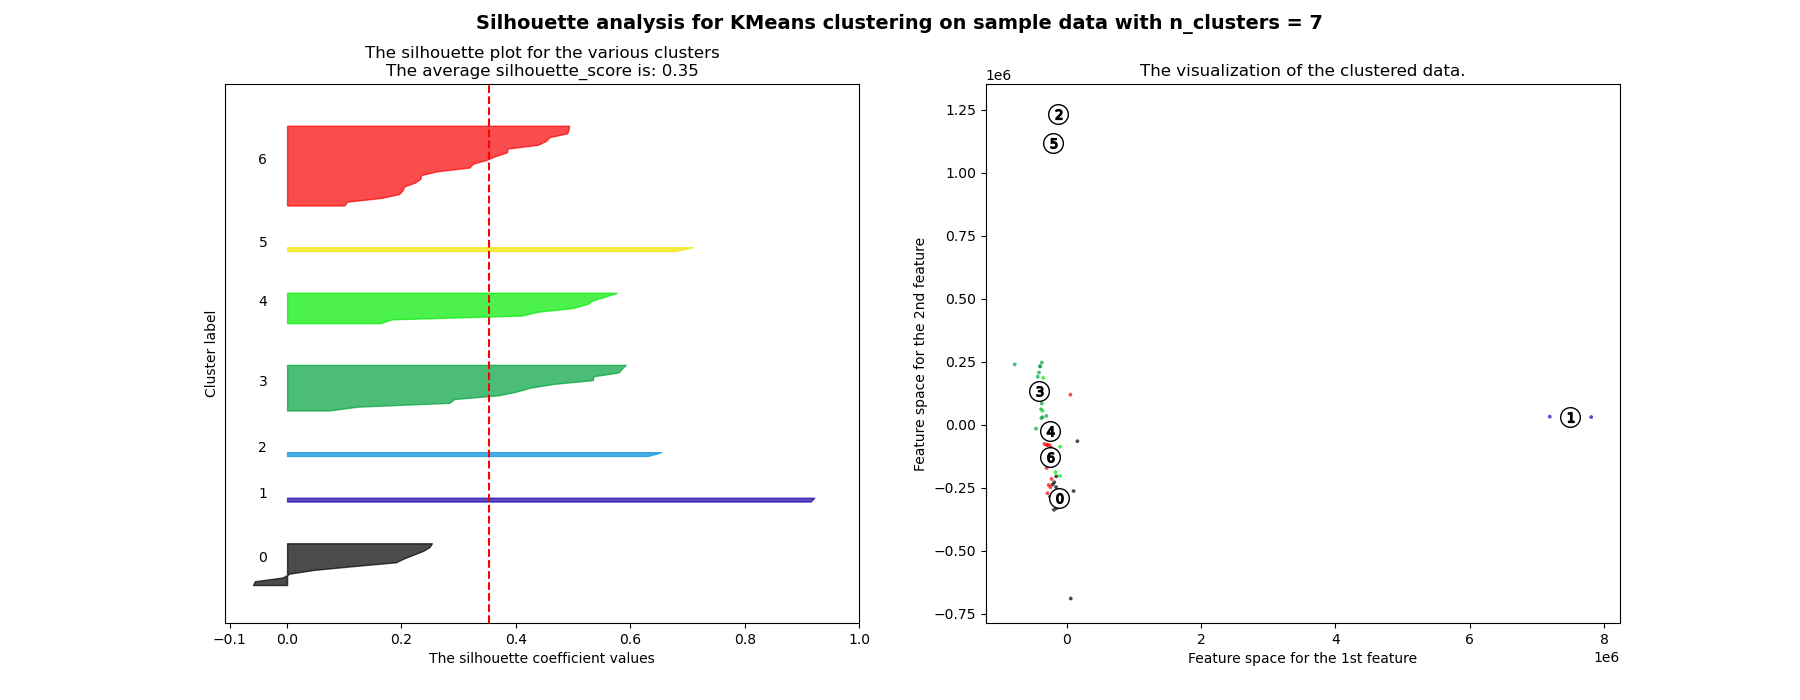 Silhouette analysis for KMeans clustering on sample data with n_clusters = 7
The silhouette plot for the various clusters
The average silhouette_score is: 0.35
Cluster label
6
5
4
3
2
1
0
−0.1 0.0 0.2 0.4 0.6 0.8 1.0
The silhouette coefficient values
The visualization of the clustered data.
1e6
Feature space for the 2nd feature
1.25
1.00
0.75
0.50
0.25
0.00
−0.25
−0.50
−0.75
2
5
3
1
4
6
0
0 2 4 6 8
1e6
Feature space for the 1st feature